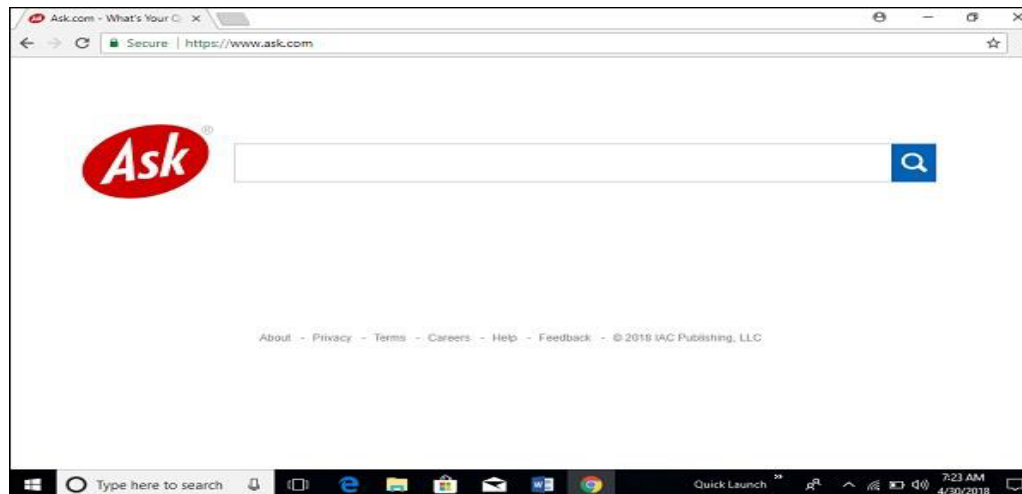 Ask.com - What's Your Q
Secure | https://www.ask.com
Ask®
About - Privacy - Terms - Careers - Help - Feedback - © 2018 IAC Publishing, LLC
Type here to search
Quick Launch
7:23 AM
4/30/2018